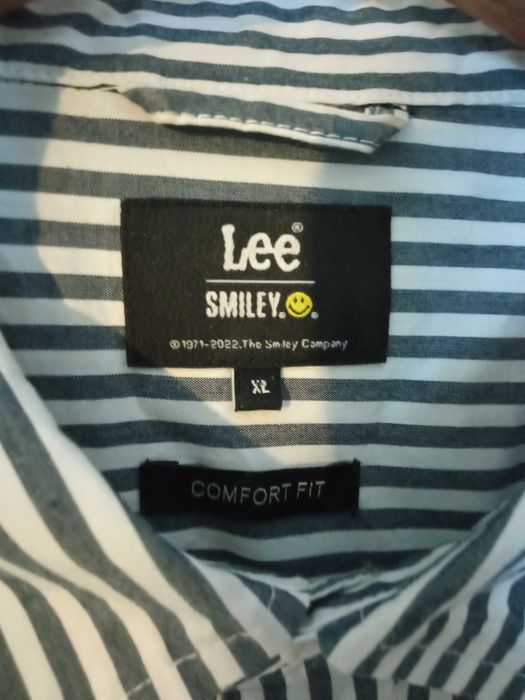 Lee®
SMILEY®®
©1971-2022.The Smiley Company
XL
COMFORT FIT